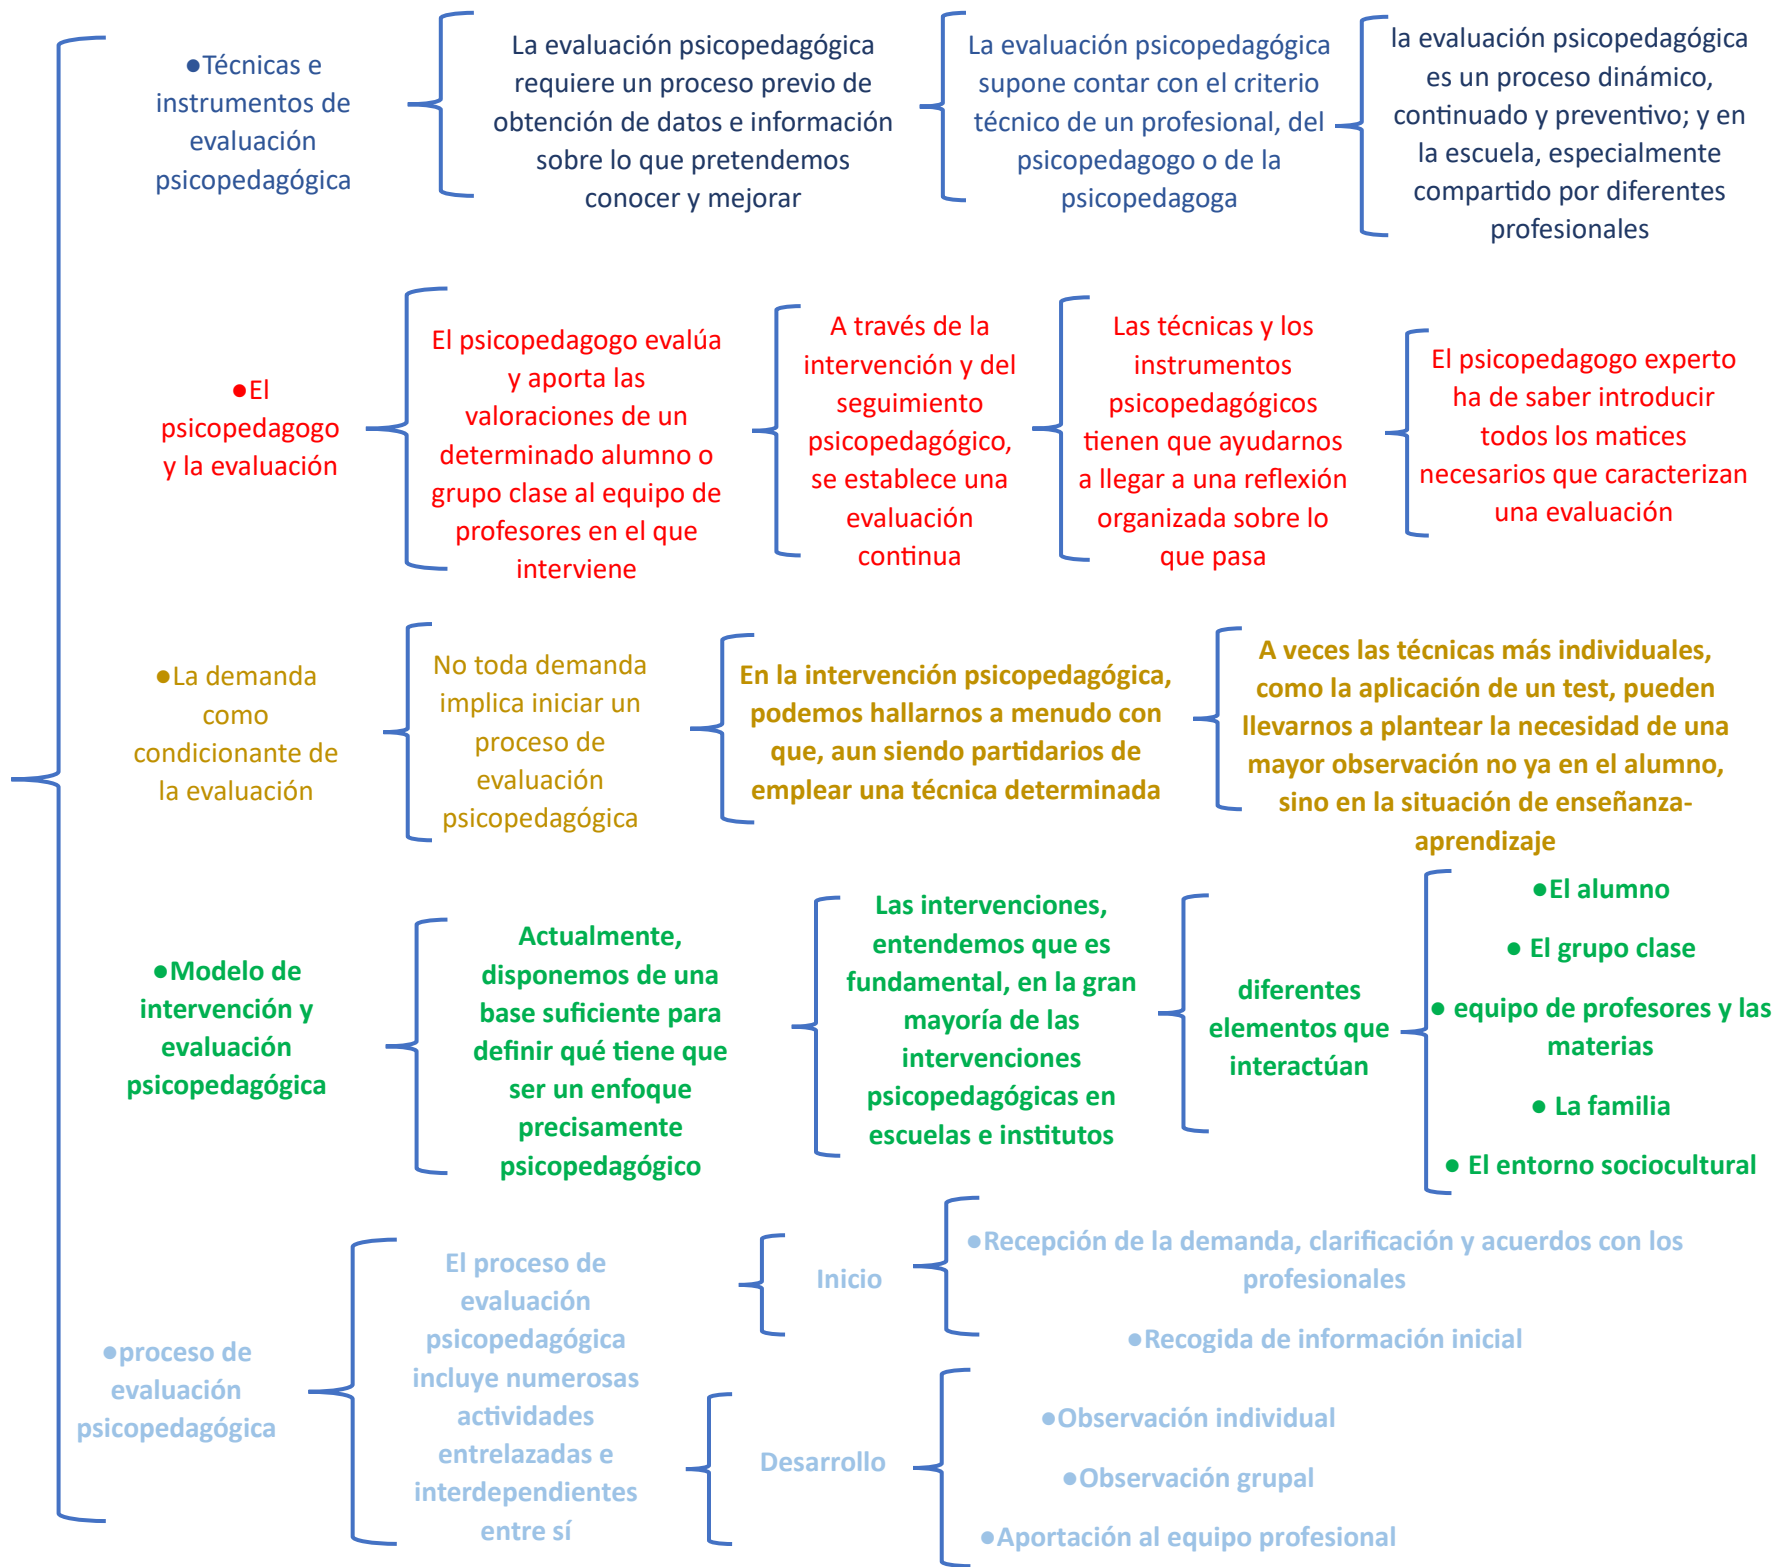 ●Técnicas e
instrumentos de
evaluación
psicopedagógica
La evaluación psicopedagógica
requiere un proceso previo de
obtención de datos e información
sobre lo que pretendemos
conocer y mejorar
La evaluación psicopedagógica
supone contar con el criterio
técnico de un profesional, del
psicopedagogo o de la
psicopedagoga
la evaluación psicopedagógica
es un proceso dinámico,
continuado y preventivo; y en
la escuela, especialmente
compartido por diferentes
profesionales
●El
psicopedagogo
y la evaluación
El psicopedagogo evalúa
y aporta las
valoraciones de un
determinado alumno o
grupo clase al equipo de
profesores en el que
interviene
A través de la
intervención y del
seguimiento
psicopedagógico,
se establece una
evaluación
continua
Las técnicas y los
instrumentos
psicopedagógicos
tienen que ayudarnos
a llegar a una reflexión
organizada sobre lo
que pasa
El psicopedagogo experto
ha de saber introducir
todos los matices
necesarios que caracterizan
una evaluación
●La demanda
como
condicionante de
la evaluación
No toda demanda
implica iniciar un
proceso de
evaluación
psicopedagógica
En la intervención psicopedagógica,
podemos hallarnos a menudo con
que, aun siendo partidarios de
emplear una técnica determinada
A veces las técnicas más individuales,
como la aplicación de un test, pueden
llevarnos a plantear la necesidad de una
mayor observación no ya en el alumno,
sino en la situación de enseñanza-
aprendizaje
●Modelo de
intervención y
evaluación
psicopedagógica
Actualmente,
disponemos de una
base suficiente para
definir qué tiene que
ser un enfoque
precisamente
psicopedagógico
Las intervenciones,
entendemos que es
fundamental, en la gran
mayoría de las
intervenciones
psicopedagógicas en
escuelas e institutos
diferentes
elementos que
interactúan
●El alumno
● El grupo clase
● equipo de profesores y las
materias
● La familia
● El entorno sociocultural
●proceso de
evaluación
psicopedagógica
El proceso de
evaluación
psicopedagógica
incluye numerosas
actividades
entrelazadas e
interdependientes
entre sí
Inicio
●Recepción de la demanda, clarificación y acuerdos con los
profesionales
●Recogida de información inicial
Desarrollo
●Observación individual
●Observación grupal
●Aportación al equipo profesional